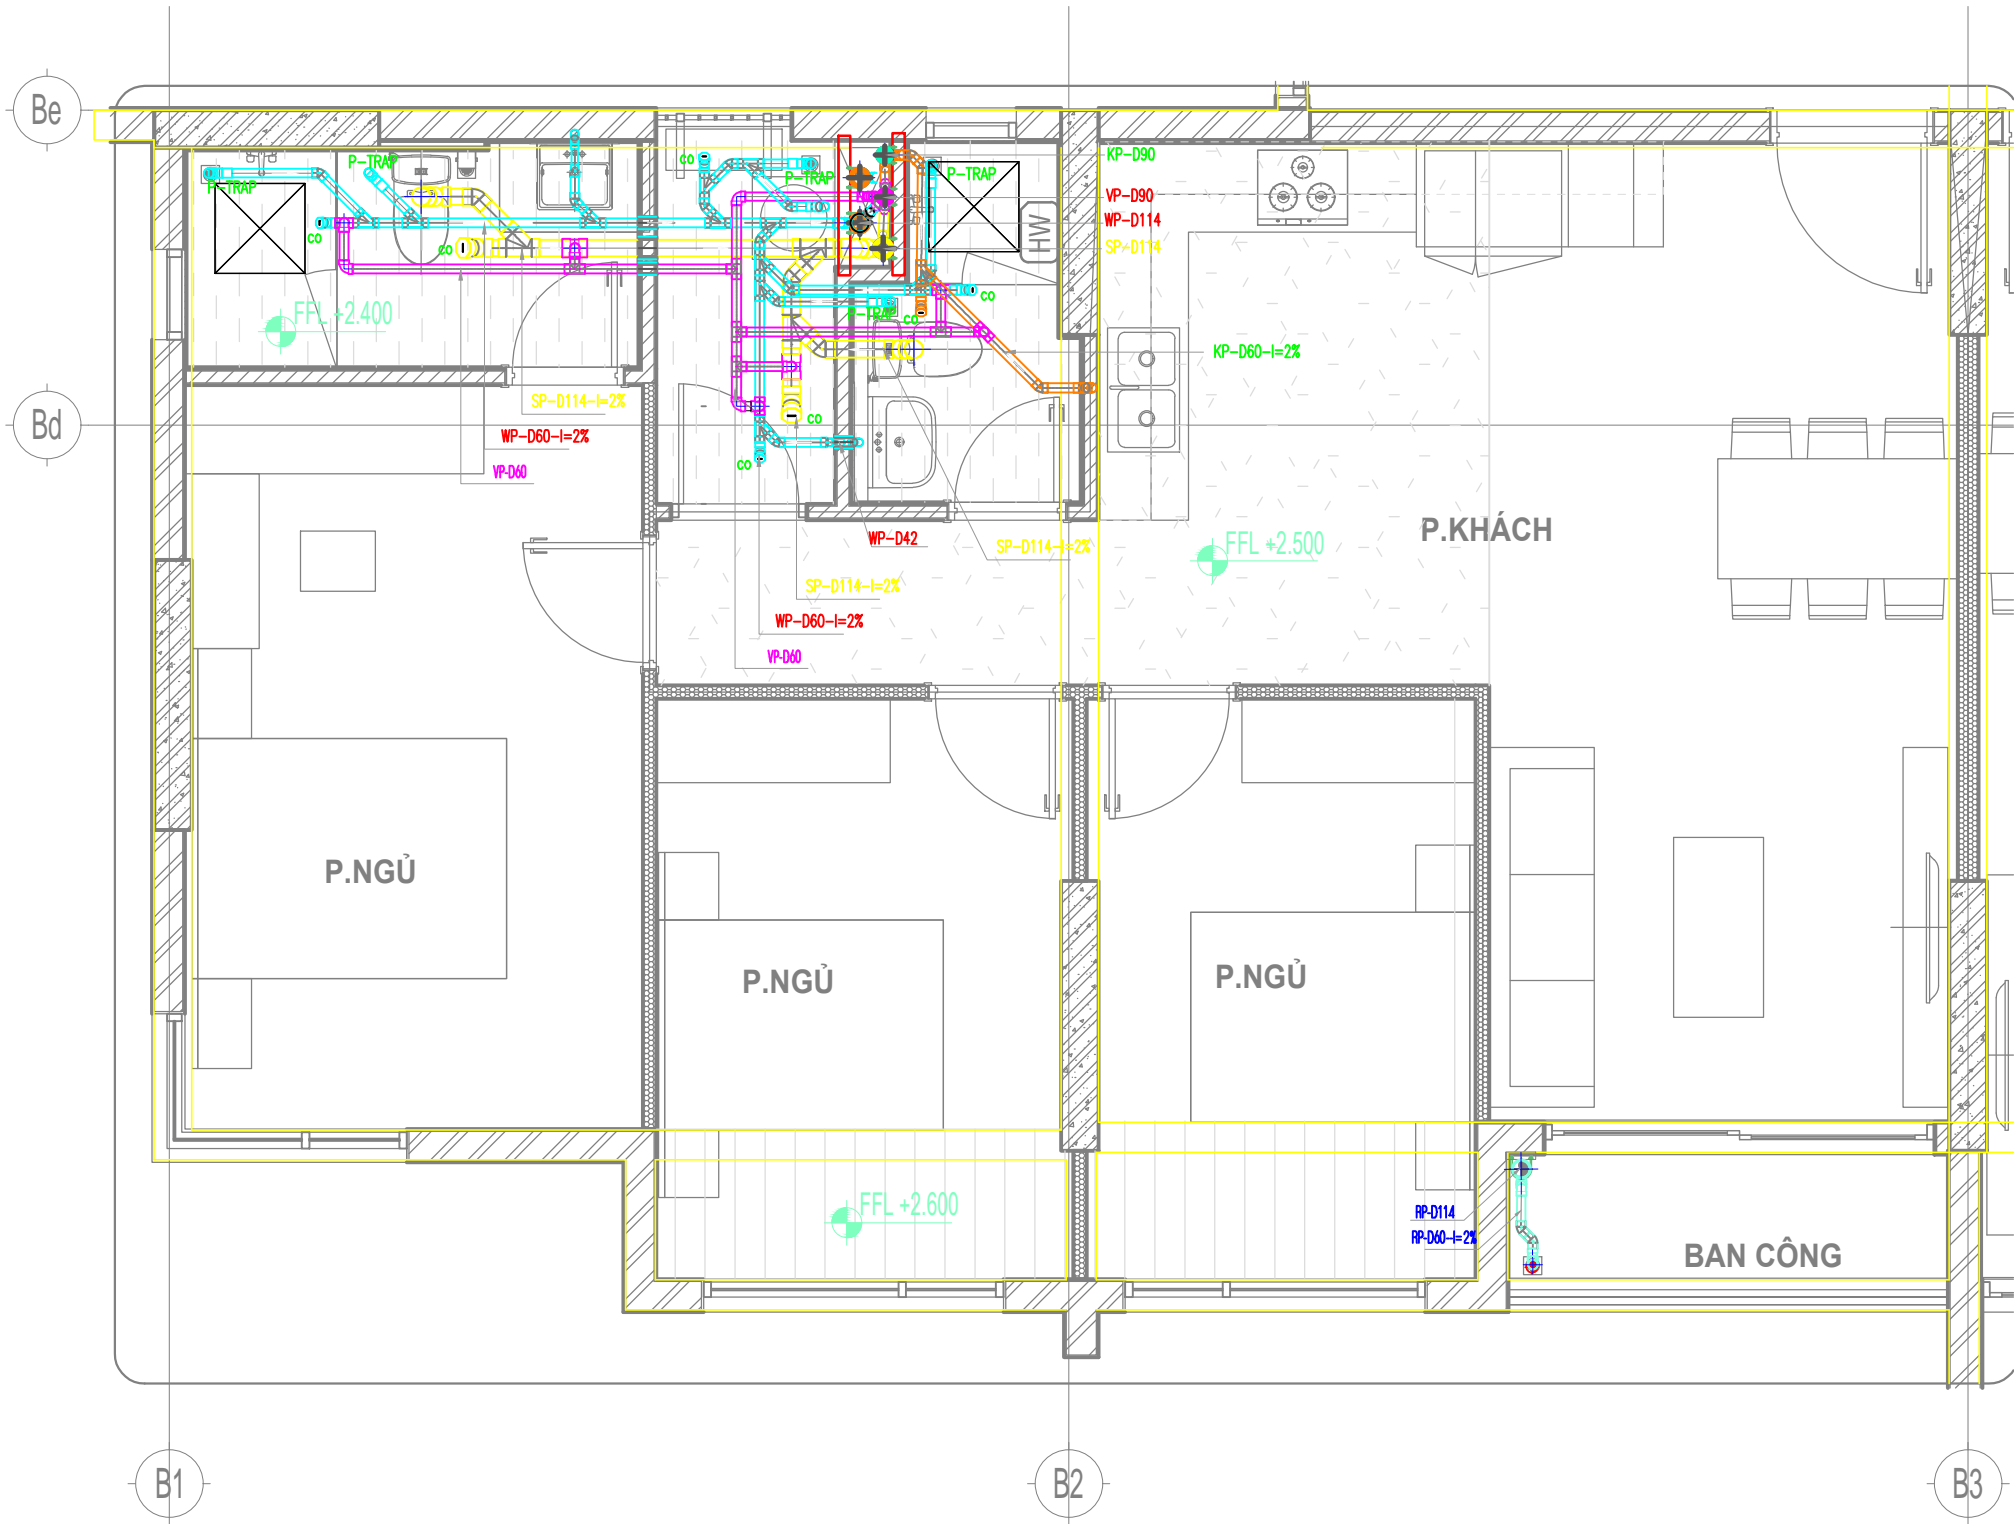 Be
P-TRAP
co
P-TRAP
P-TRAP
KP-D90
P-TRAP
VP-D90
WP-D114
HW
co
co
SP-D114
co
FFL +2.400
P-TRAP
co
KP-D60-I=2%
SP-D114-I=2%
Bd
co
WP-D60-I=2%
co
VP-D60
P.KHÁCH
WP-D42
SP-D114-I=2%
FFL +2.500
SP-D114-I=2%
WP-D60-I=2%
VP-D60
P.NGỦ
P.NGỦ
P.NGỦ
FFL +2.600
RP-D114
RP-D60-I=2%
BAN CÔNG
B1
B2
B3